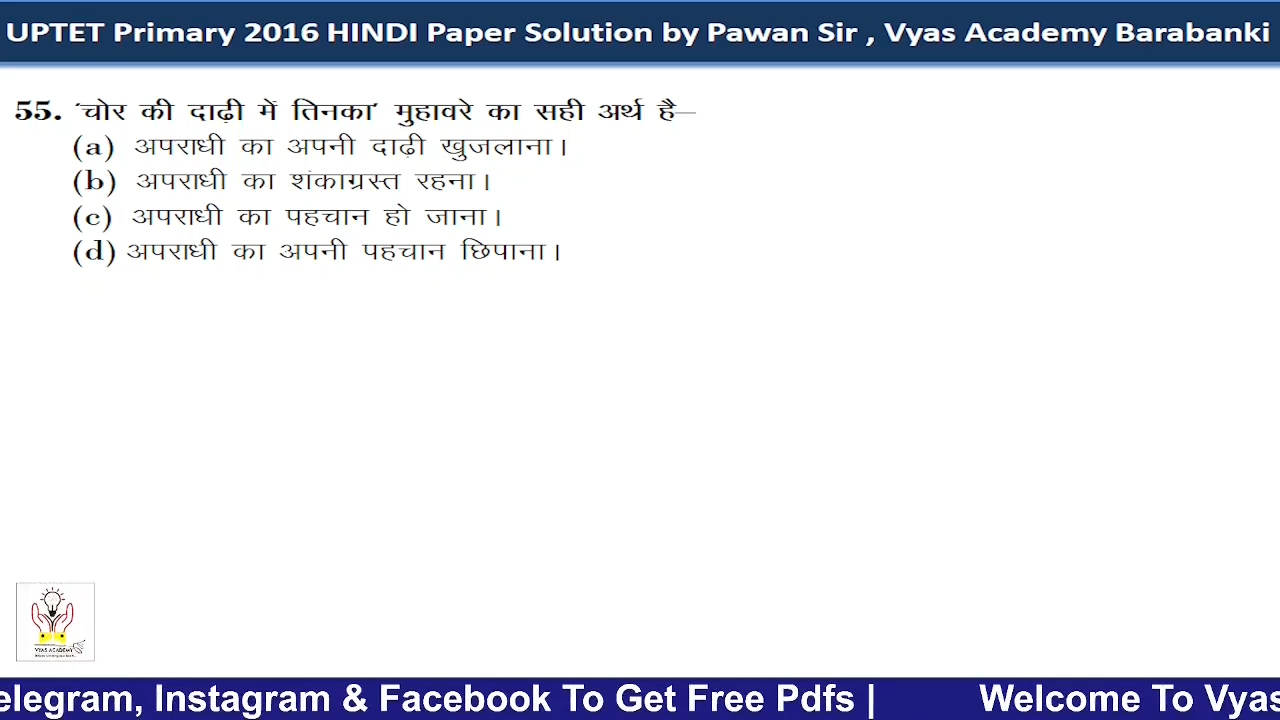 UPTET Primary 2016 HINDI Paper Solution by Pawan Sir , Vyas Academy Barabanki
55. 'चोर की दाढ़ी में तिनका' मुहावरे का सही अर्थ है–
(a) अपराधी का अपनी दाढ़ी खुजलाना।
(b) अपराधी का शंकाग्रस्त रहना।
(c) अपराधी का पहचान हो जाना।
(d) अपराधी का अपनी पहचान छिपाना।
VYAS ACADEMY
elegram, Instagram & Facebook To Get Free Pdfs | Welcome To Vyas